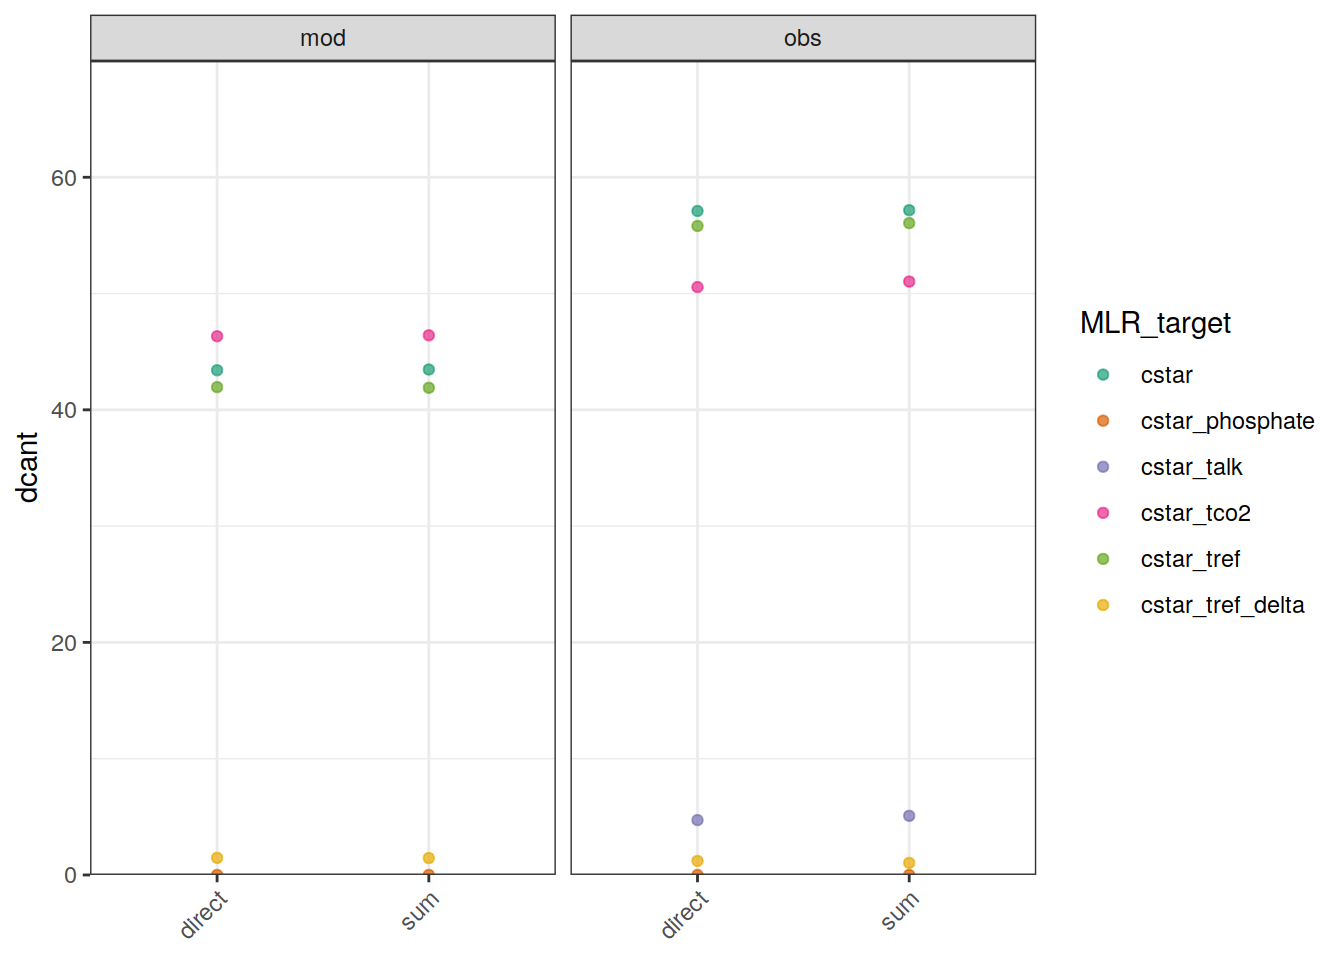 mod
obs
60
40
20
0
dcant
direct
sum
direct
sum
MLR_target
cstar
cstar_phosphate
cstar_talk
cstar_tco2
cstar_tref
cstar_tref_delta